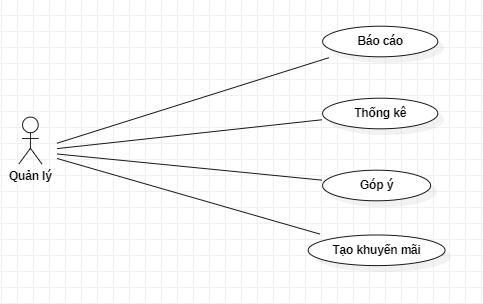 Báo cáo
Thống kê
Quản lý
Góp ý
Tạo khuyến mãi